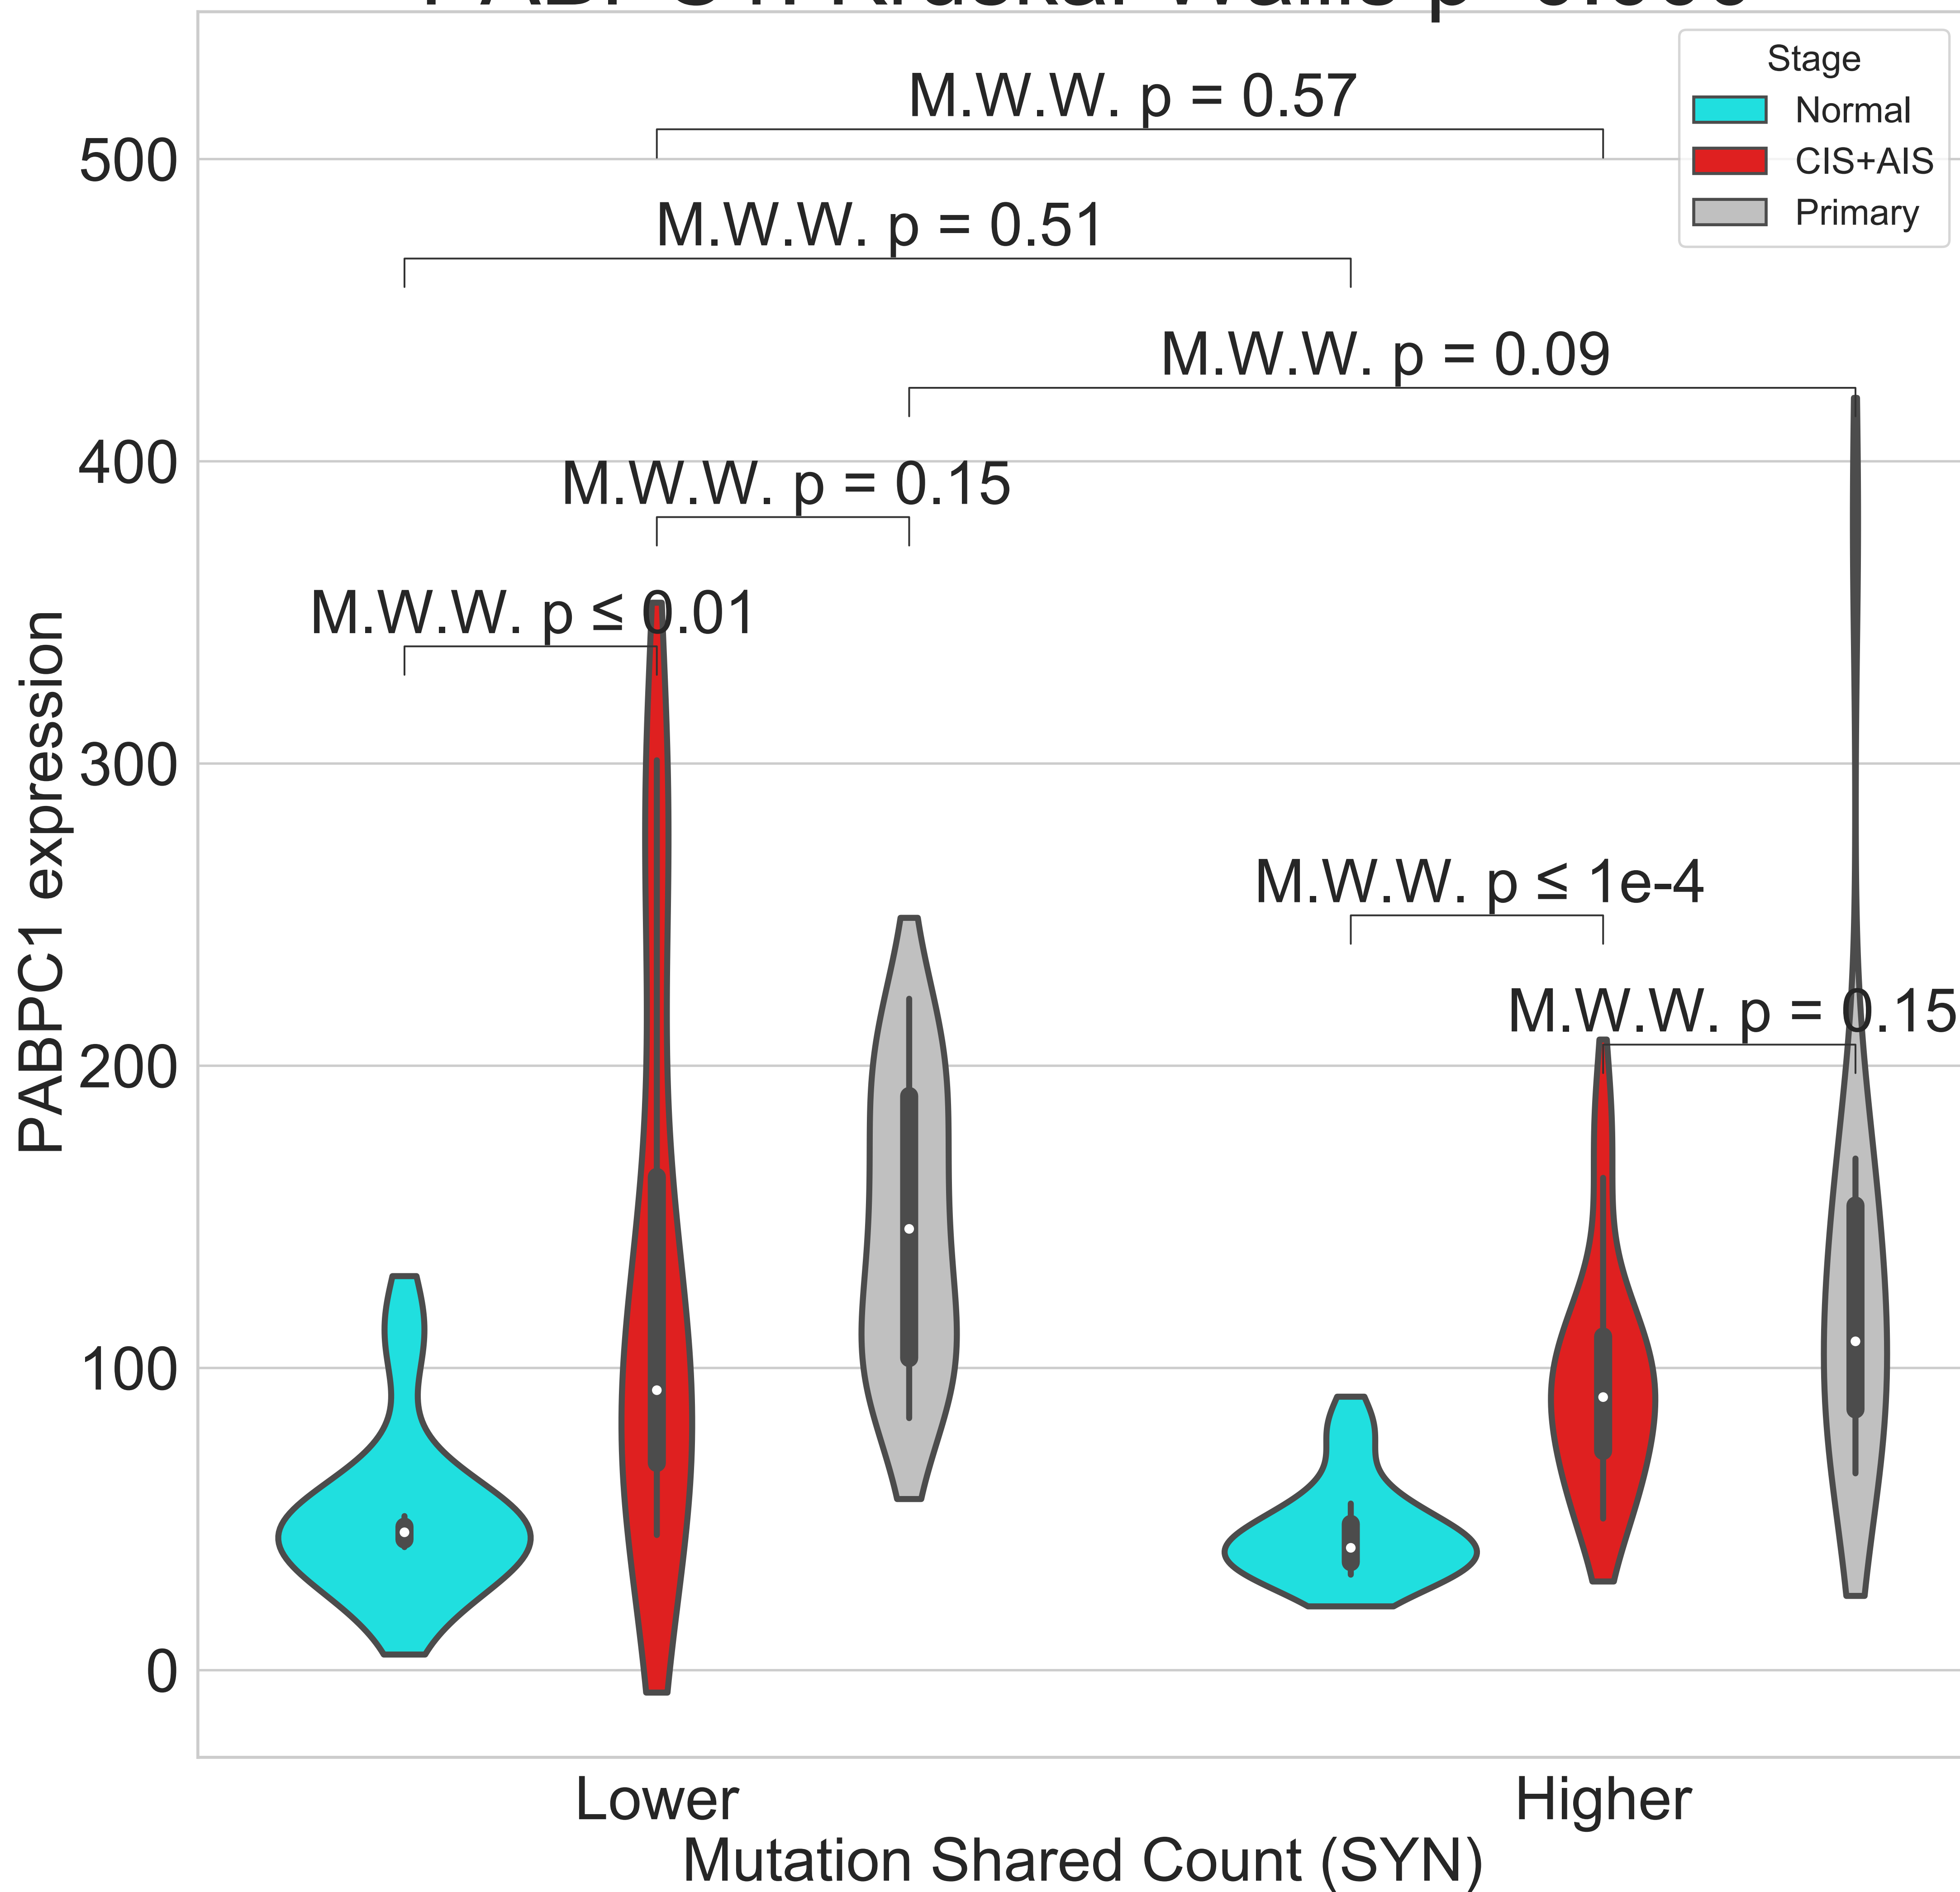 Stage
Normal
CIS+AIS
Primary
M.W.W. p = 0.57
500
M.W.W. p = 0.51
M.W.W. p = 0.09
400
M.W.W. p = 0.15
M.W.W. p ≤ 0.01
300
M.W.W. p ≤ 1e-4
M.W.W. p = 0.15
200
100
0
PABPC1 expression
Lower
Higher
Mutation Shared Count (SYN)